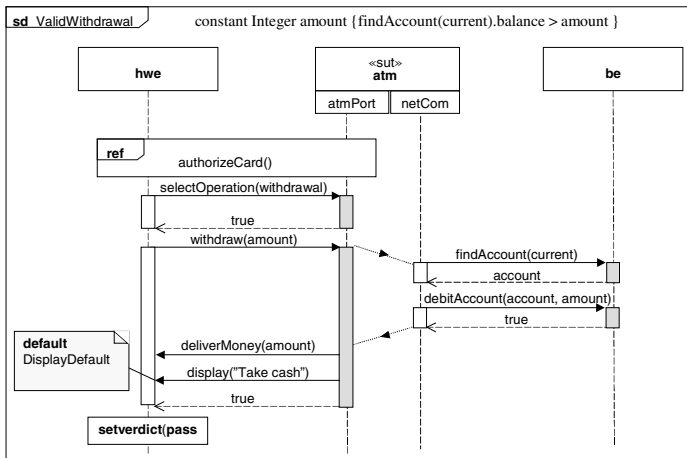 sd ValidWithdrawal
constant Integer amount {findAccount(current).balance > amount }
hwe
«sut»
atm
atmPort
netCom
be
ref
authorizeCard()
selectOperation(withdrawal)
true
withdraw(amount)
findAccount(current)
account
debitAccount(account, amount)
true
default
DisplayDefault
deliverMoney(amount)
display("Take cash")
true
setverdict(pass